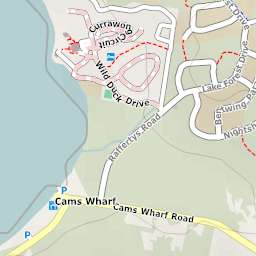 Currawong
Circuit
Wild Duck Drive
Lake Forest Drive
Raffertys Road
P
Cams Wharf
Cams Wharf Road
P